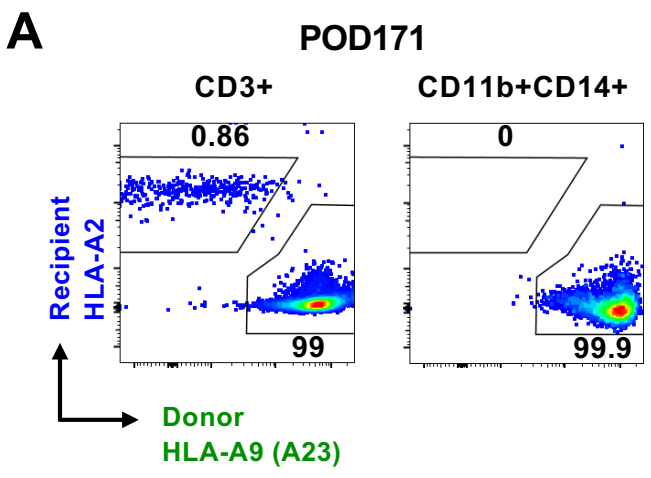 A
POD171
CD3+
CD11b+CD14+
0.86
0
99
99.9
Recipient
HLA-A2
Donor
HLA-A9 (A23)